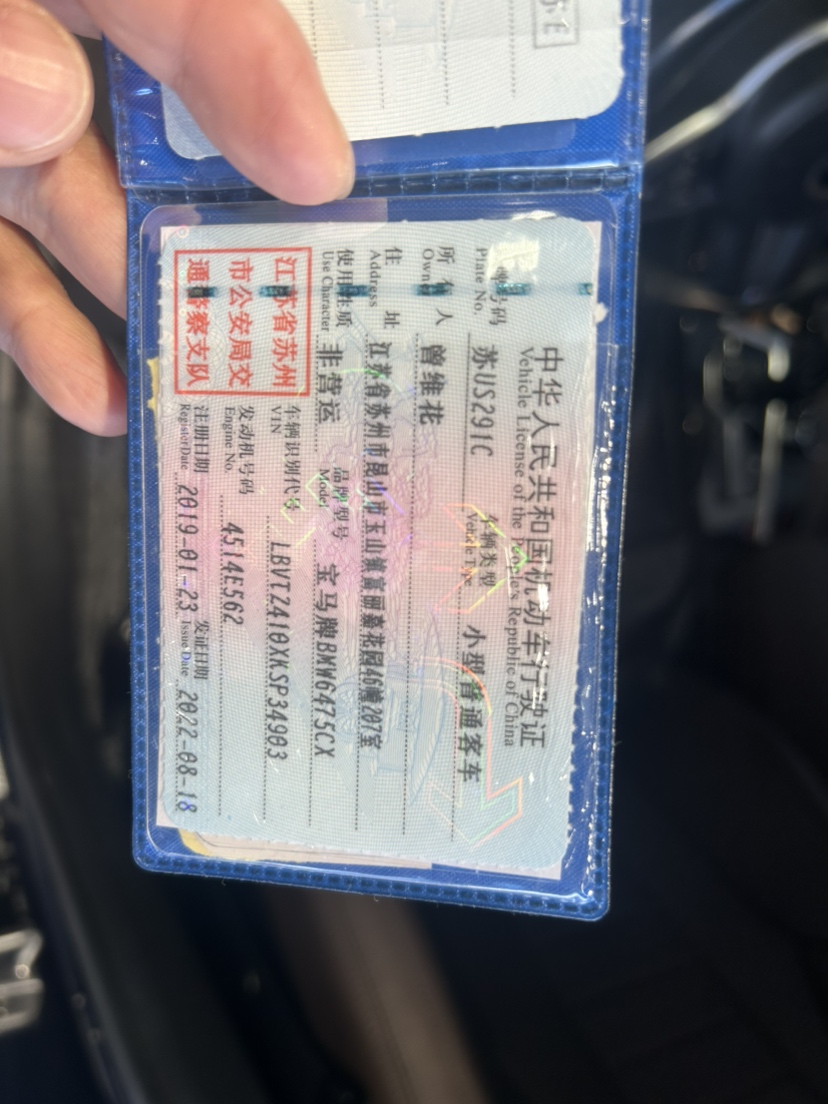 中华人民共和国机动车行驶证
Vehicle License of the People's Republic of China
号码 苏US291C 车辆类型 小型普通客车
Plate No. Vehicle Type
所有人 曾维花
Owner
住址 江苏省苏州市昆山市玉山镇富丽豪花园46幢207室
Address
使用性质 非营运 品牌型号 宝马牌BMW6475CX
Use Character Model
江苏省苏州
市公安局交
通警察支队
车辆识别代号 LBVTZ410XKSP34903
VIN
发动机号码 4514E562
Engine No.
注册日期 2019-01-23 发证日期 2022-08-18
Register Date Issue Date